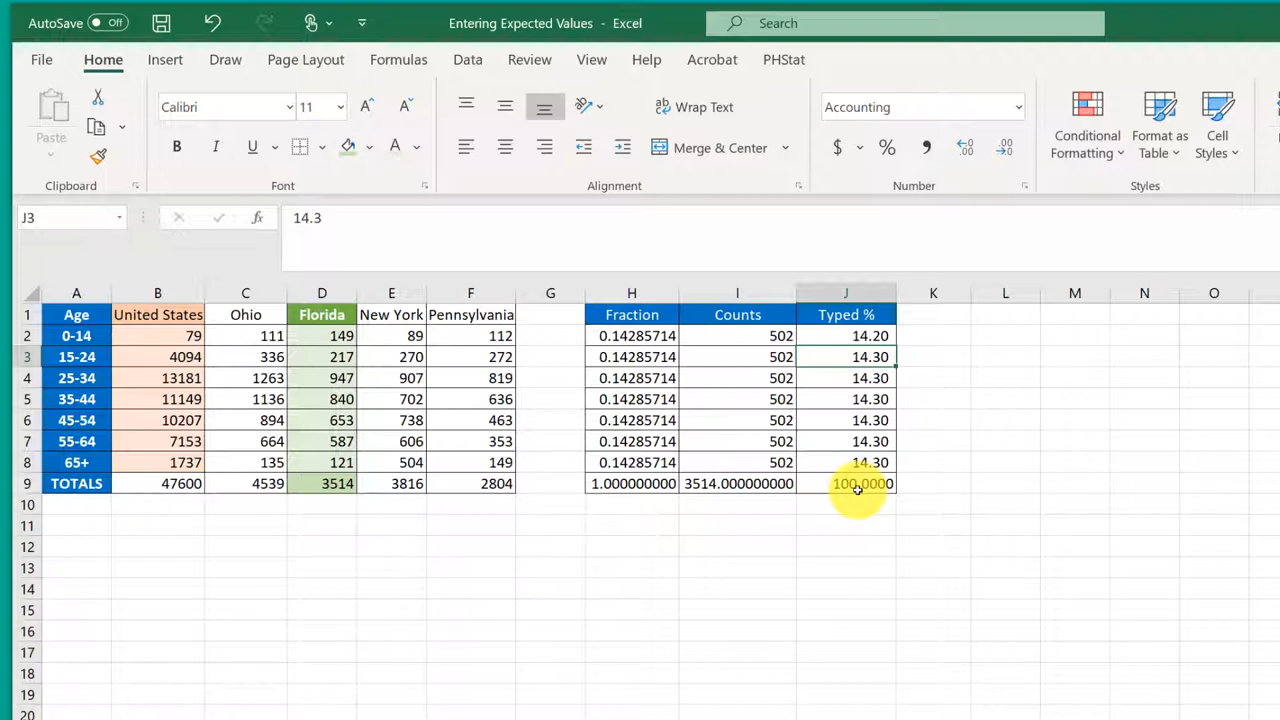 AutoSave Off Entering Expected Values - Excel Search
File Home Insert Draw Page Layout Formulas Data Review View Help Acrobat PHStat
Paste Calibri 11 A A ab Wrap Text Accounting Conditional Formatting Format as Table Cell Styles
B I U A Merge & Center $ % , .00 .00
Clipboard Font Alignment Number Styles
J3 fx 14.3
A B C D E F G H I J K L M N O
1 Age United States Ohio Florida New York Pennsylvania Fraction Counts Typed %
2 0-14 79 111 149 89 112 0.14285714 502 14.20
3 15-24 4094 336 217 270 272 0.14285714 502 14.30
4 25-34 13181 1263 947 907 819 0.14285714 502 14.30
5 35-44 11149 1136 840 702 636 0.14285714 502 14.30
6 45-54 10207 894 653 738 463 0.14285714 502 14.30
7 55-64 7153 664 587 606 353 0.14285714 502 14.30
8 65+ 1737 135 121 504 149 0.14285714 502 14.30
9 TOTALS 47600 4539 3514 3816 2804 1.000000000 3514.000000000 100.0000
10
11
12
13
14
15
16
17
18
19
20